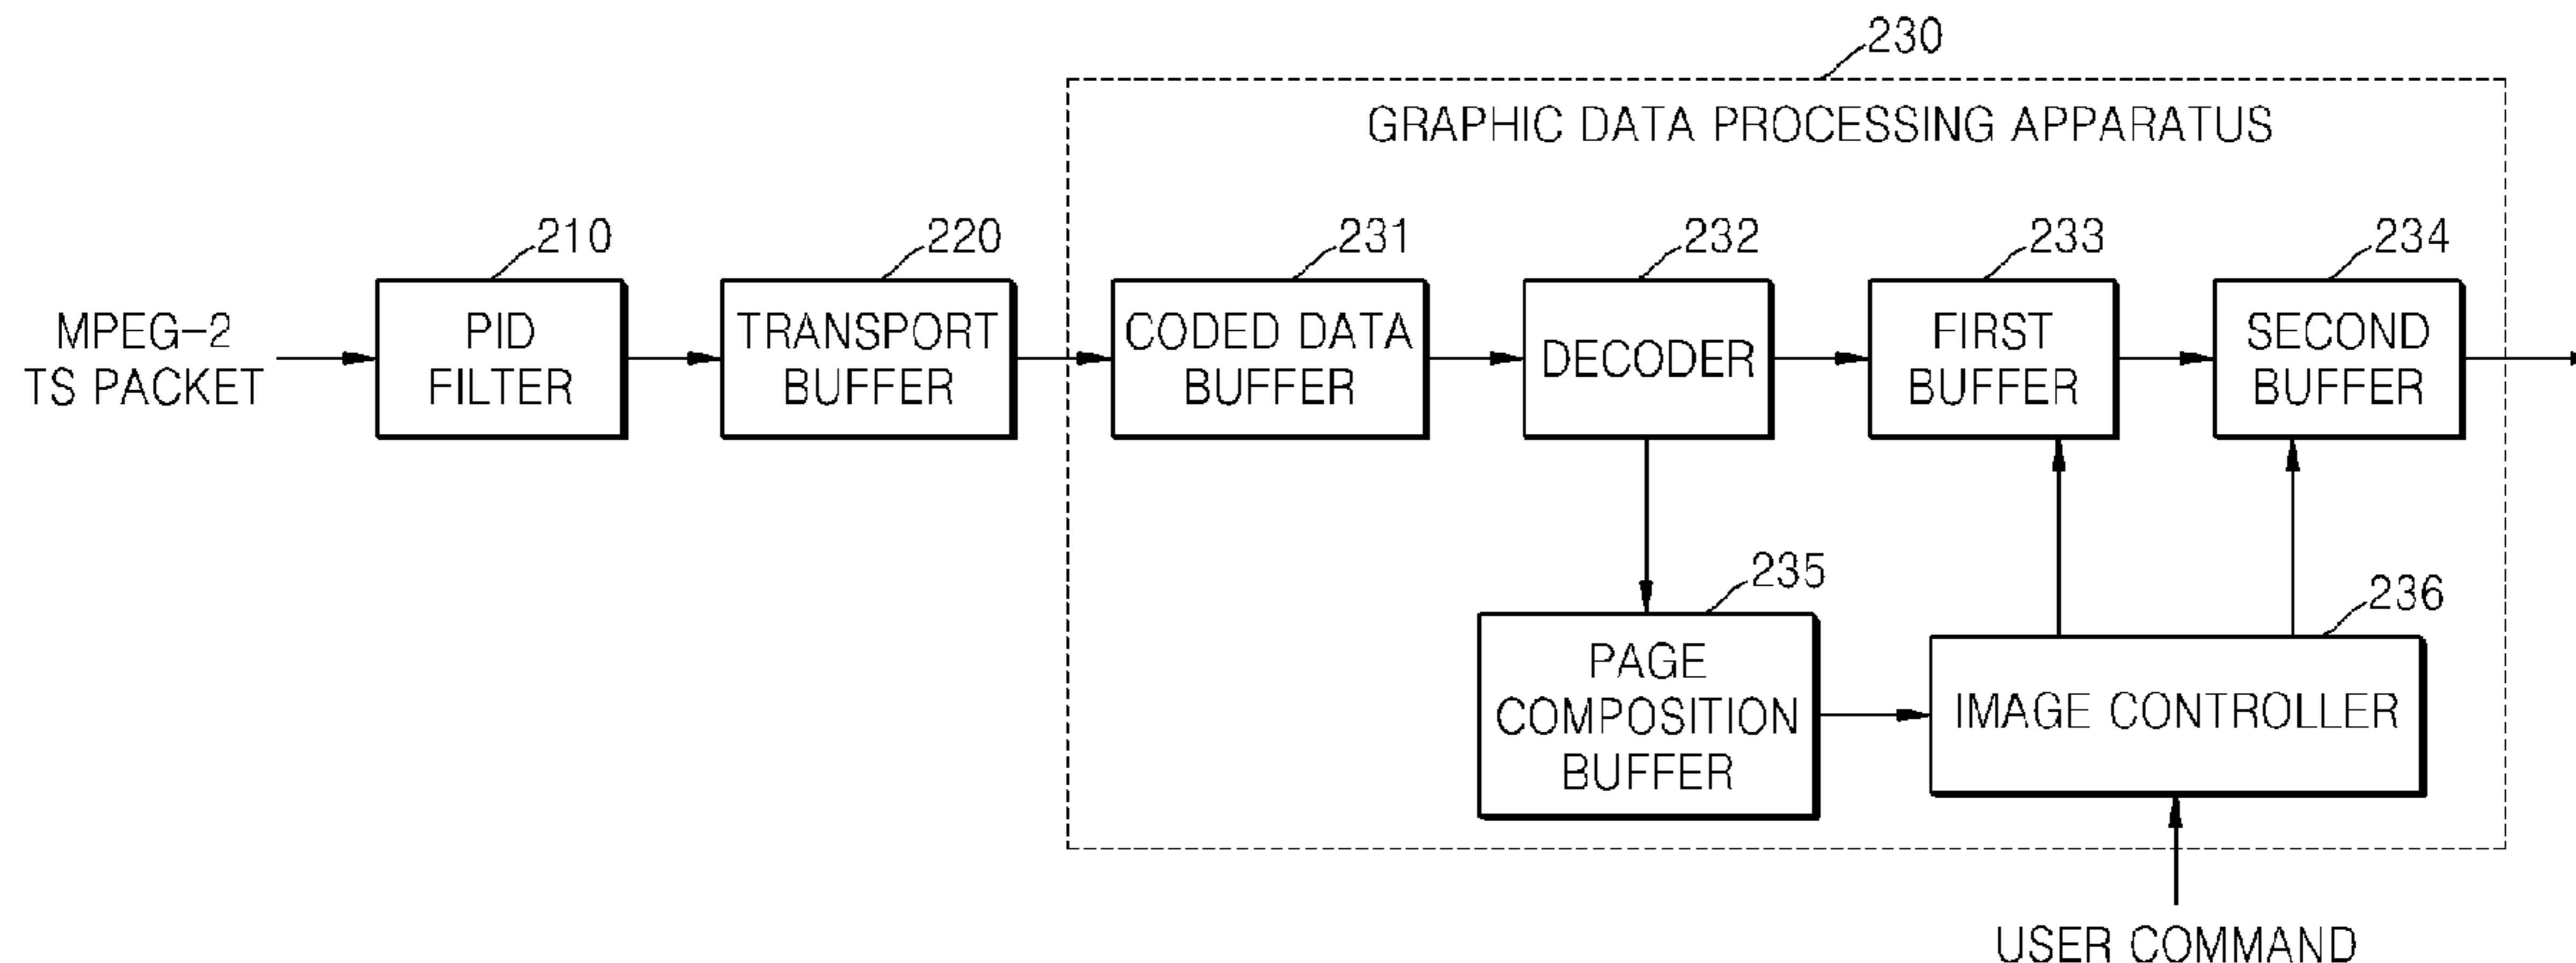 230
GRAPHIC DATA PROCESSING APPARATUS
210
220
231
232
233
234
MPEG-2
TS PACKET
PID
FILTER
TRANSPORT
BUFFER
CODED DATA
BUFFER
DECODER
FIRST
BUFFER
SECOND
BUFFER
235
236
PAGE
COMPOSITION
BUFFER
IMAGE CONTROLLER
USER COMMAND